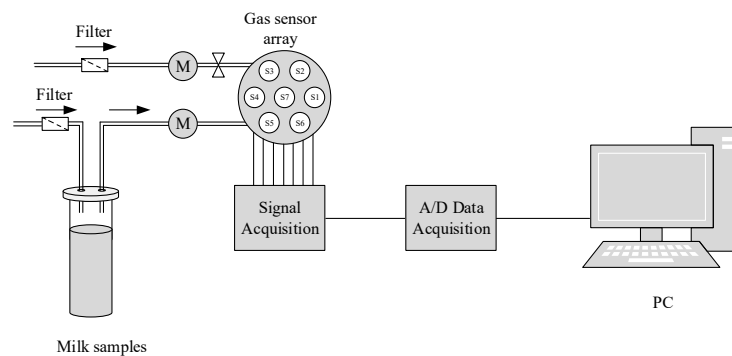 Gas sensor
array
Filter
M
S3
S2
S4
S7
S1
S5
S6
Filter
M
Signal
Acquisition
A/D Data
Acquisition
PC
Milk samples